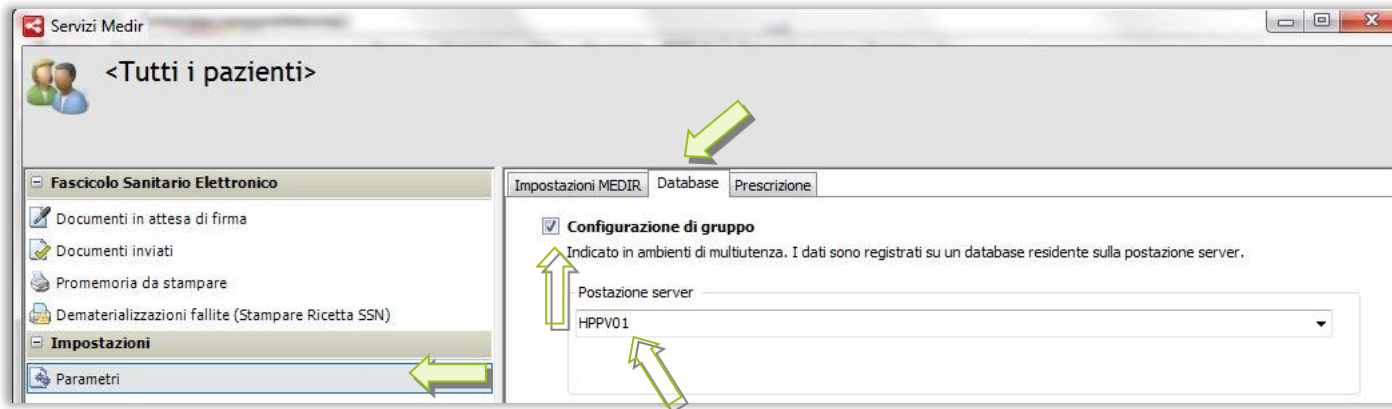 Servizi Medir
<Tutti i pazienti>
Fascicolo Sanitario Elettronico
Documenti in attesa di firma
Documenti inviati
Promemoria da stampare
Dematerializzazioni fallite (Stampare Ricetta SSN)
Impostazioni
Parametri
Impostazioni MEDIR Database Prescrizione
Configurazione di gruppo
Indicato in ambienti di multiutenza. I dati sono registrati su un database residente sulla postazione server.
Postazione server
HPPV01